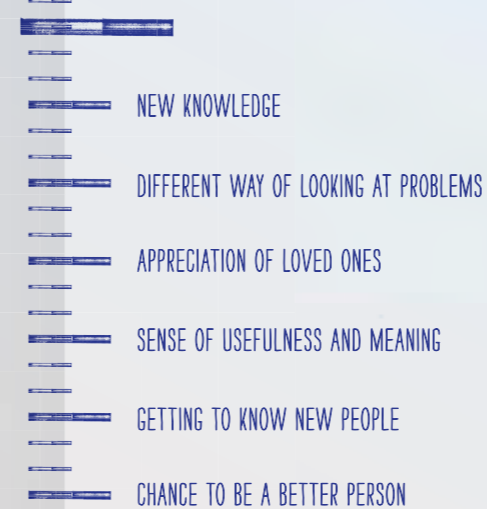 NEW KNOWLEDGE
DIFFERENT WAY OF LOOKING AT PROBLEMS
APPRECIATION OF LOVED ONES
SENSE OF USEFULNESS AND MEANING
GETTING TO KNOW NEW PEOPLE
CHANCE TO BE A BETTER PERSON